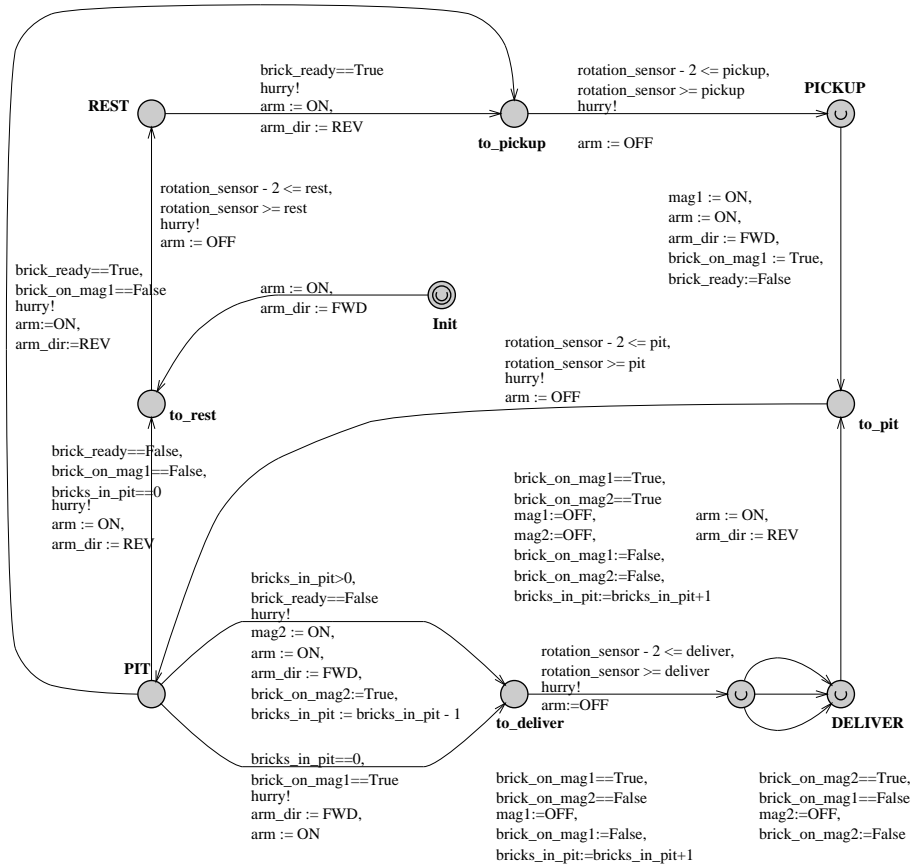 brick_ready==True
hurry!
arm := ON,
arm_dir := REV
REST
to_pickup
rotation_sensor - 2 <= pickup,
rotation_sensor >= pickup
hurry!
arm := OFF
PICKUP
rotation_sensor - 2 <= rest,
rotation_sensor >= rest
hurry!
arm := OFF
mag1 := ON,
arm := ON,
arm_dir := FWD,
brick_on_mag1 := True,
brick_ready:=False
brick_ready==True,
brick_on_mag1==False
hurry!
arm:=ON,
arm_dir:=REV
arm := ON,
arm_dir := FWD
Init
rotation_sensor - 2 <= pit,
rotation_sensor >= pit
hurry!
arm := OFF
to_rest
to_pit
brick_ready==False,
brick_on_mag1==False,
bricks_in_pit==0
hurry!
arm := ON,
arm_dir := REV
brick_on_mag1==True,
brick_on_mag2==True
mag1:=OFF,
mag2:=OFF,
brick_on_mag1:=False,
brick_on_mag2:=False,
bricks_in_pit:=bricks_in_pit+1
arm := ON,
arm_dir := REV
bricks_in_pit>0,
brick_ready==False
hurry!
mag2 := ON,
arm := ON,
arm_dir := FWD,
brick_on_mag2:=True,
bricks_in_pit := bricks_in_pit - 1
PIT
rotation_sensor - 2 <= deliver,
rotation_sensor >= deliver
hurry!
arm:=OFF
to_deliver
DELIVER
bricks_in_pit==0,
brick_on_mag1==True
hurry!
arm_dir := FWD,
arm := ON
brick_on_mag1==True,
brick_on_mag2==False
mag1:=OFF,
brick_on_mag1:=False,
bricks_in_pit:=bricks_in_pit+1
brick_on_mag2==True,
brick_on_mag1==False
mag2:=OFF,
brick_on_mag2:=False